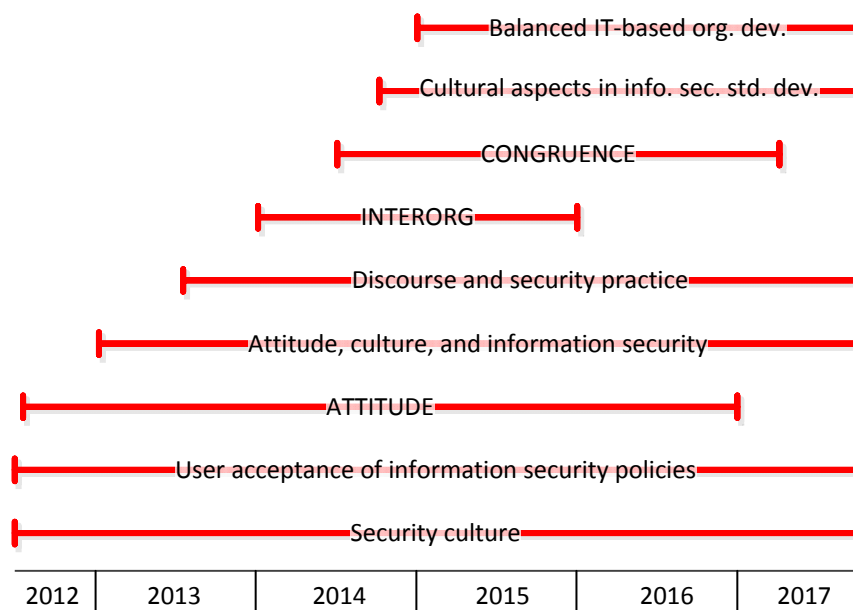 Balanced IT-based org. dev.
Cultural aspects in info. sec. std. dev.
CONGRUENCE
INTERORG
Discourse and security practice
Attitude, culture, and information security
ATTITUDE
User acceptance of information security policies
Security culture
2012 2013 2014 2015 2016 2017